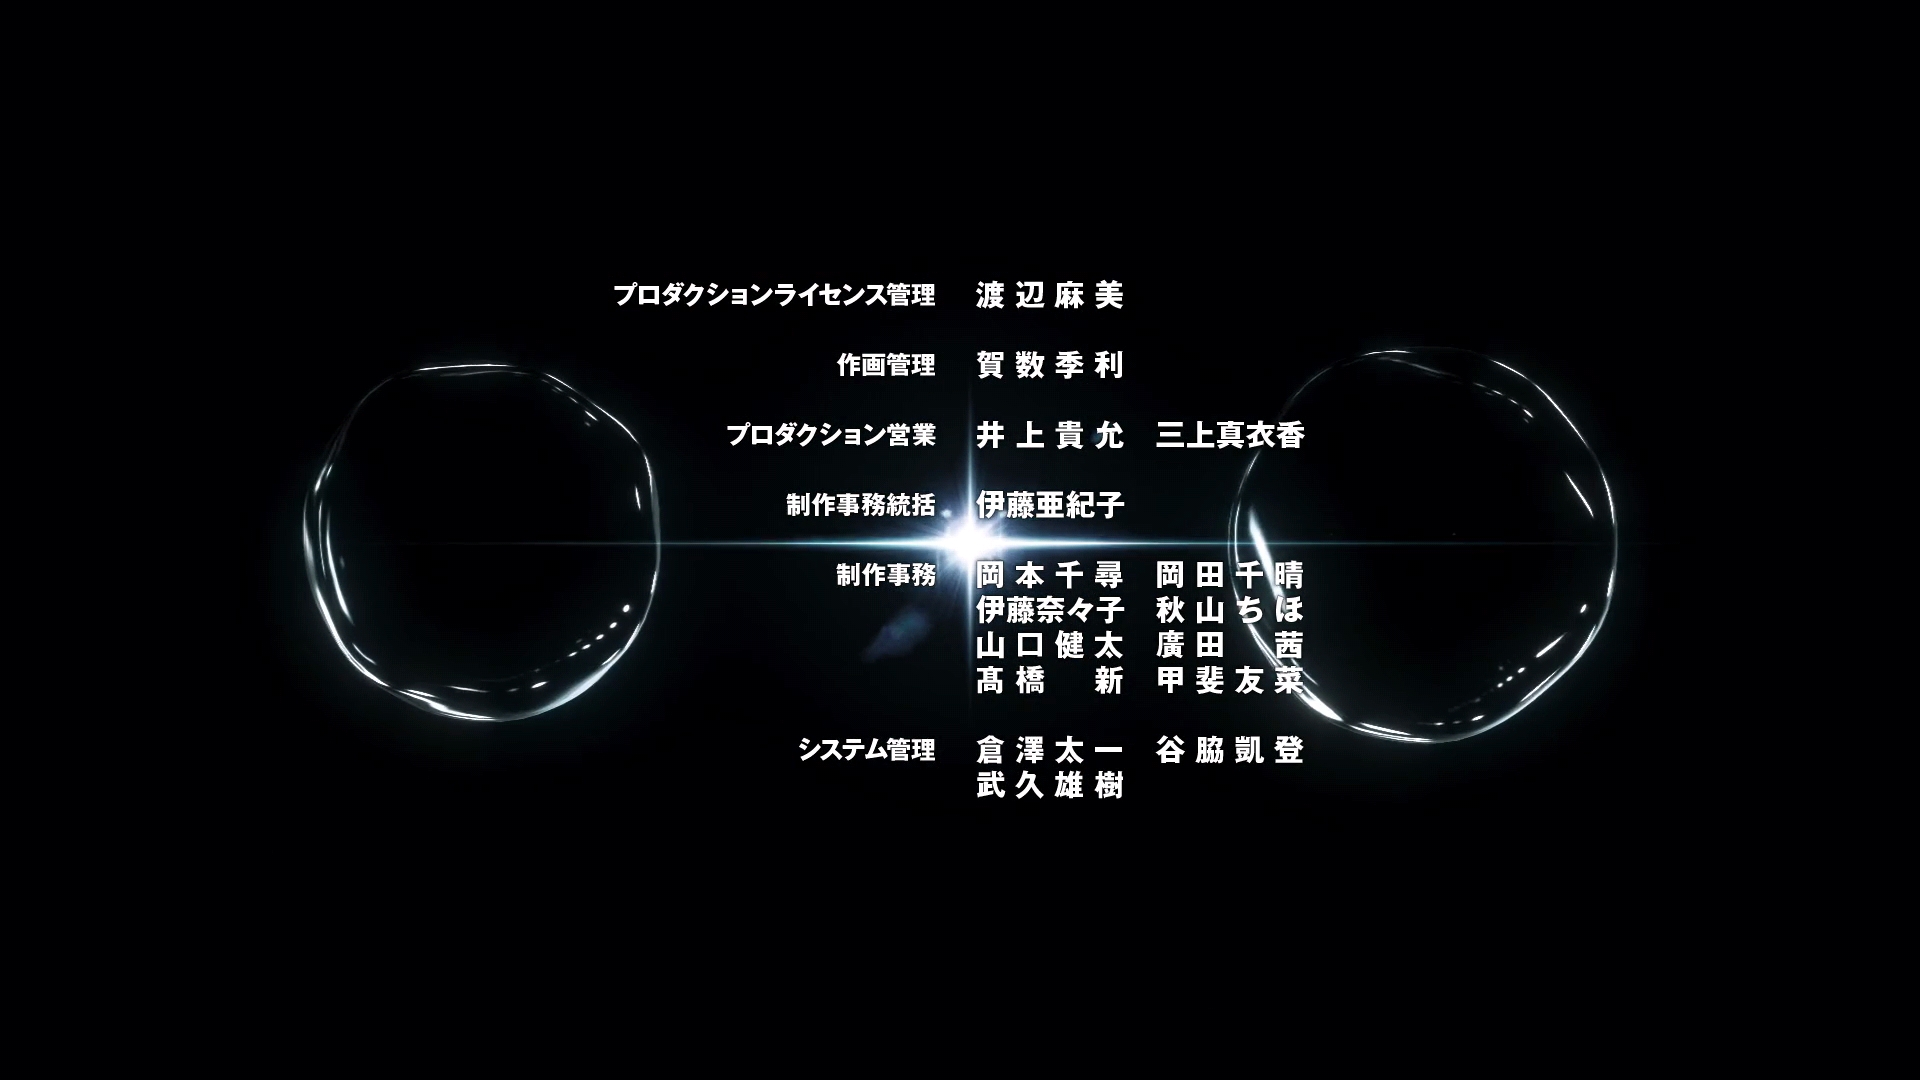 プロダクションライセンス管理 渡辺麻美
作画管理 賀数季利
プロダクション営業 井上貴允 三上真衣香
制作事務統括 伊藤亜紀子
制作事務 岡本千尋 岡田千晴
伊藤奈々子 秋山ちほ
山口健太 廣田 茜
髙橋 新 甲斐友菜
システム管理 倉澤太一 谷脇凱登
武久雄樹